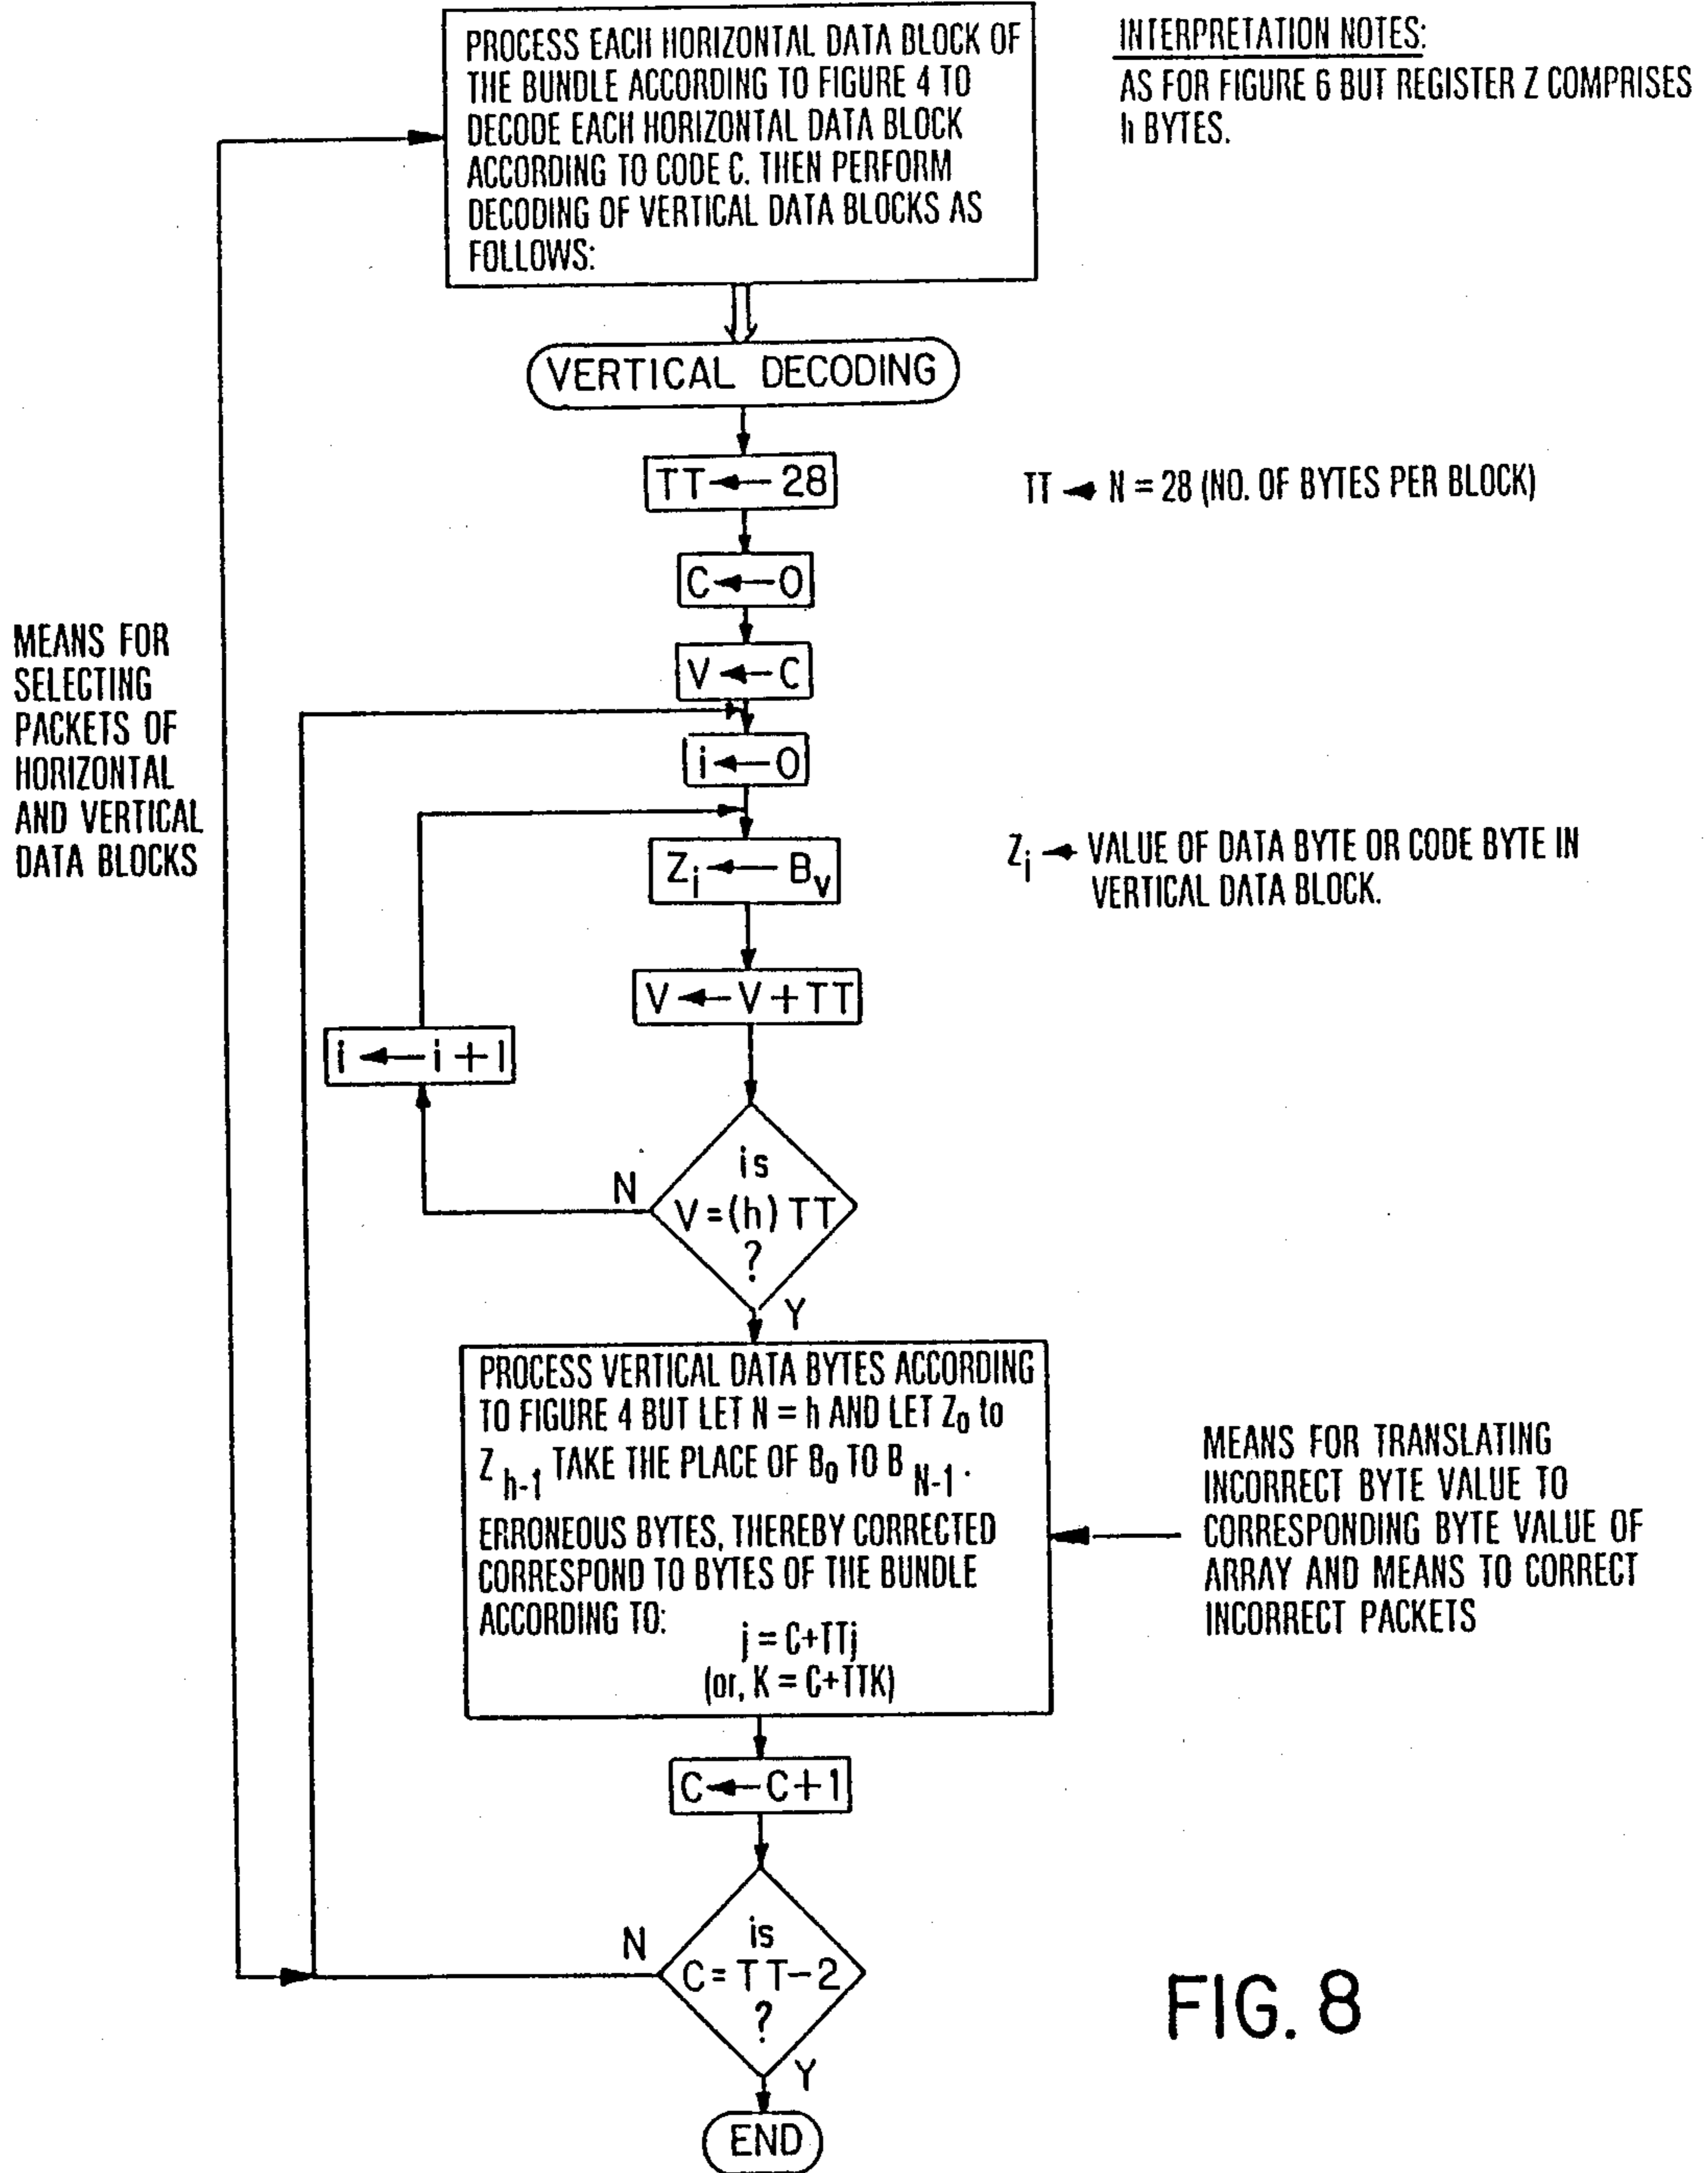 PROCESS EACH HORIZONTAL DATA BLOCK OF
THE BUNDLE ACCORDING TO FIGURE 4 TO
DECODE EACH HORIZONTAL DATA BLOCK
ACCORDING TO CODE C. THEN PERFORM
DECODING OF VERTICAL DATA BLOCKS AS
FOLLOWS:
INTERPRETATION NOTES:
AS FOR FIGURE 6 BUT REGISTER Z COMPRISES
h BYTES.
VERTICAL DECODING
TT ← 28
TT ← N = 28 (NO. OF BYTES PER BLOCK)
C ← 0
V ← C
MEANS FOR
SELECTING
PACKETS OF
HORIZONTAL
AND VERTICAL
DATA BLOCKS
i ← 0
Zi ← Bv
Zi ← VALUE OF DATA BYTE OR CODE BYTE IN
VERTICAL DATA BLOCK.
V ← V + TT
i ← i + 1
is
V = (h) TT
?
N
Y
PROCESS VERTICAL DATA BYTES ACCORDING
TO FIGURE 4 BUT LET N = h AND LET Z0 to
Z h-1 TAKE THE PLACE OF B0 TO B N-1.
ERRONEOUS BYTES, THEREBY CORRECTED
CORRESPOND TO BYTES OF THE BUNDLE
ACCORDING TO:
j = C+TTj
(or, K = C+TTK)
MEANS FOR TRANSLATING
INCORRECT BYTE VALUE TO
CORRESPONDING BYTE VALUE OF
ARRAY AND MEANS TO CORRECT
INCORRECT PACKETS
C ← C + 1
is
C = TT - 2
?
N
Y
END
FIG. 8